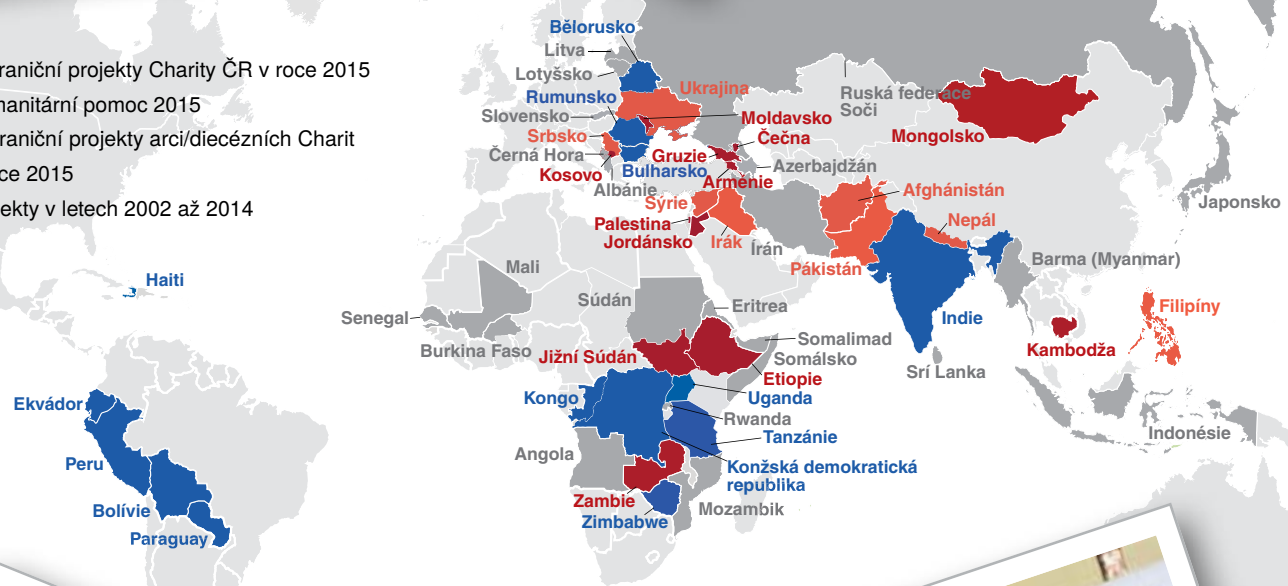 raniční projekty Charity ČR v roce 2015
manitární pomoc 2015
raniční projekty arci/diecézních Charit
ce 2015
ekty v letech 2002 až 2014
Bělorusko
Litva
Lotyšsko
Rumunsko
Ukrajina
Slovensko
Srbsko
Černá Hora
Kosovo
Albánie
Bulharsko
Moldavsko
Čečna
Gruzie
Azerbajdžán
Arménie
Ruská federace
Soči
Mongolsko
Japonsko
Sýrie
Palestina
Jordánsko
Irák
Írán
Afghánistán
Nepál
Pákistán
Indie
Barma (Myanmar)
Filipíny
Kambodža
Srí Lanka
Indonésie
Haiti
Mali
Senegal
Burkina Faso
Súdán
Eritrea
Somalimad
Somálsko
Jižní Súdán
Etiopie
Kongo
Uganda
Rwanda
Tanzánie
Angola
Konžská demokratická
republika
Zambie
Zimbabwe
Mozambik
Ekvádor
Peru
Bolívie
Paraguay